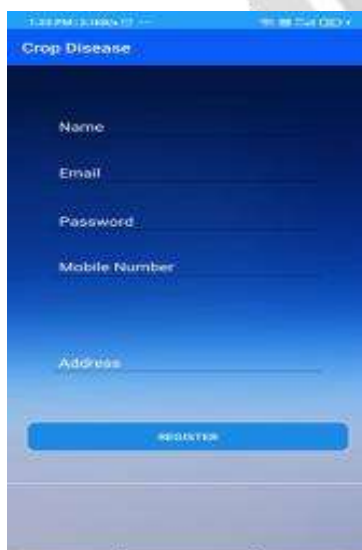 Crop Disease
Name
Email
Password
Mobile Number
Address
REGISTER